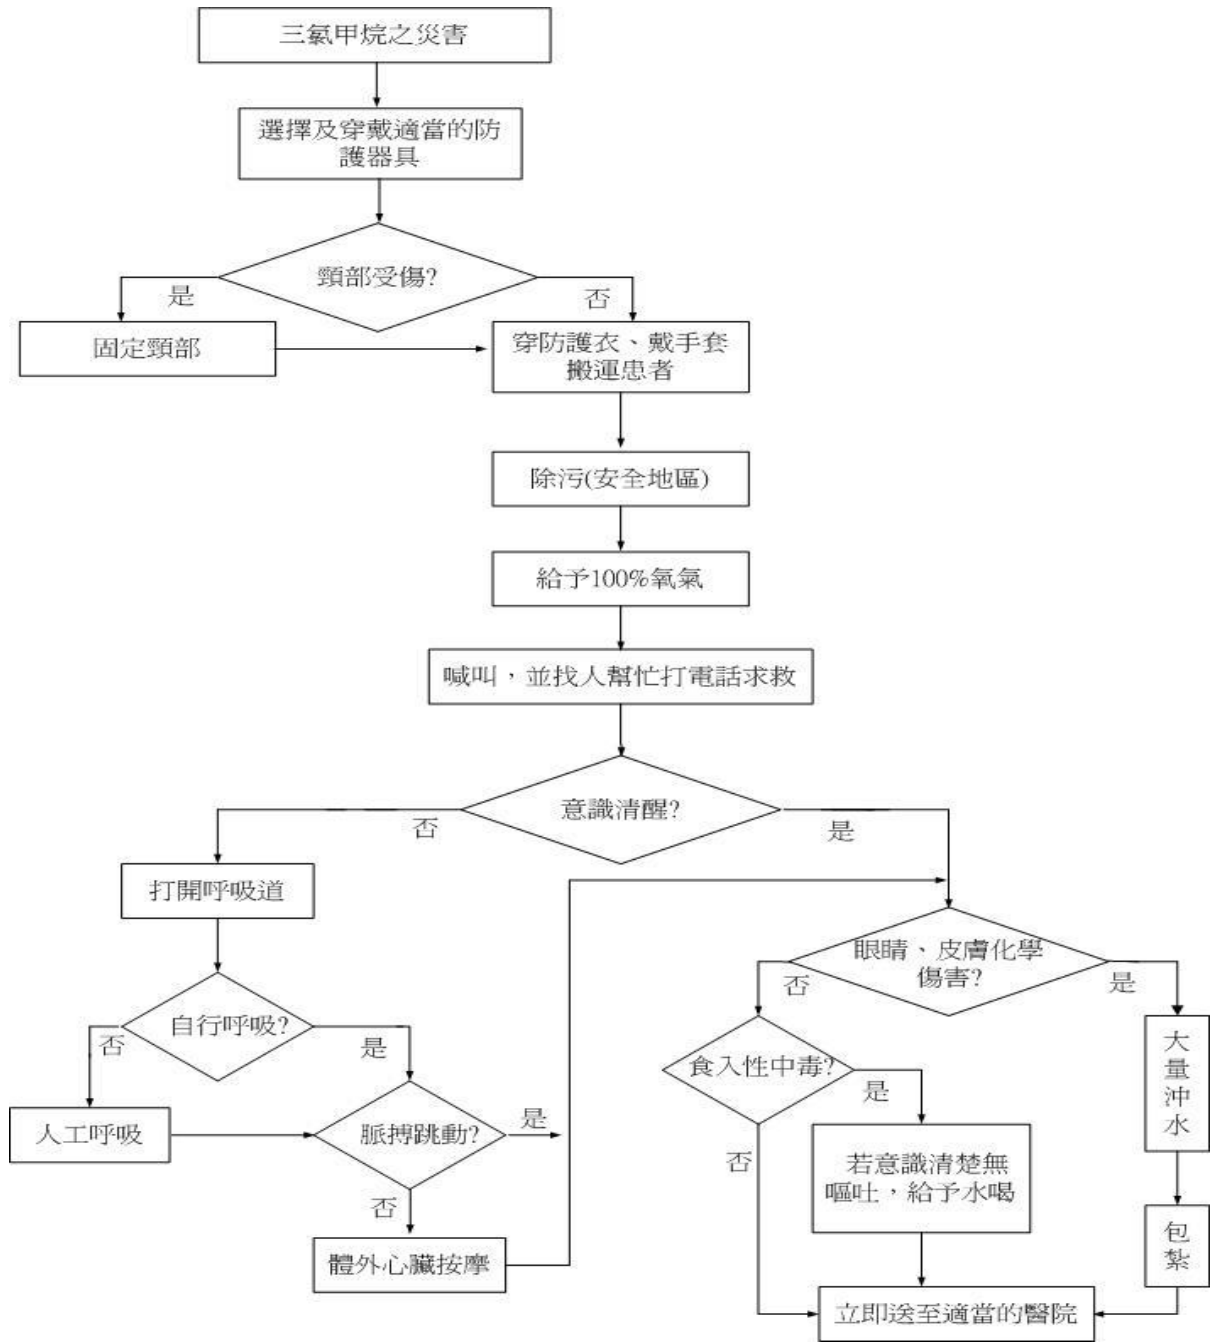 三氯甲烷之災害
選擇及穿戴適當的防
護器具
頸部受傷?
是
否
固定頸部
穿防護衣、戴手套
搬運患者
除污(安全地區)
給予100%氧氣
喊叫，並找人幫忙打電話求救
意識清醒?
否
是
打開呼吸道
眼睛、皮膚化學
傷害?
否
是
自行呼吸?
否
是
大
量
沖
水
食入性中毒?
是
否
人工呼吸
脈搏跳動?
是
否
若意識清楚無
嘔吐，給予水喝
體外心臟按摩
包
紮
立即送至適當的醫院